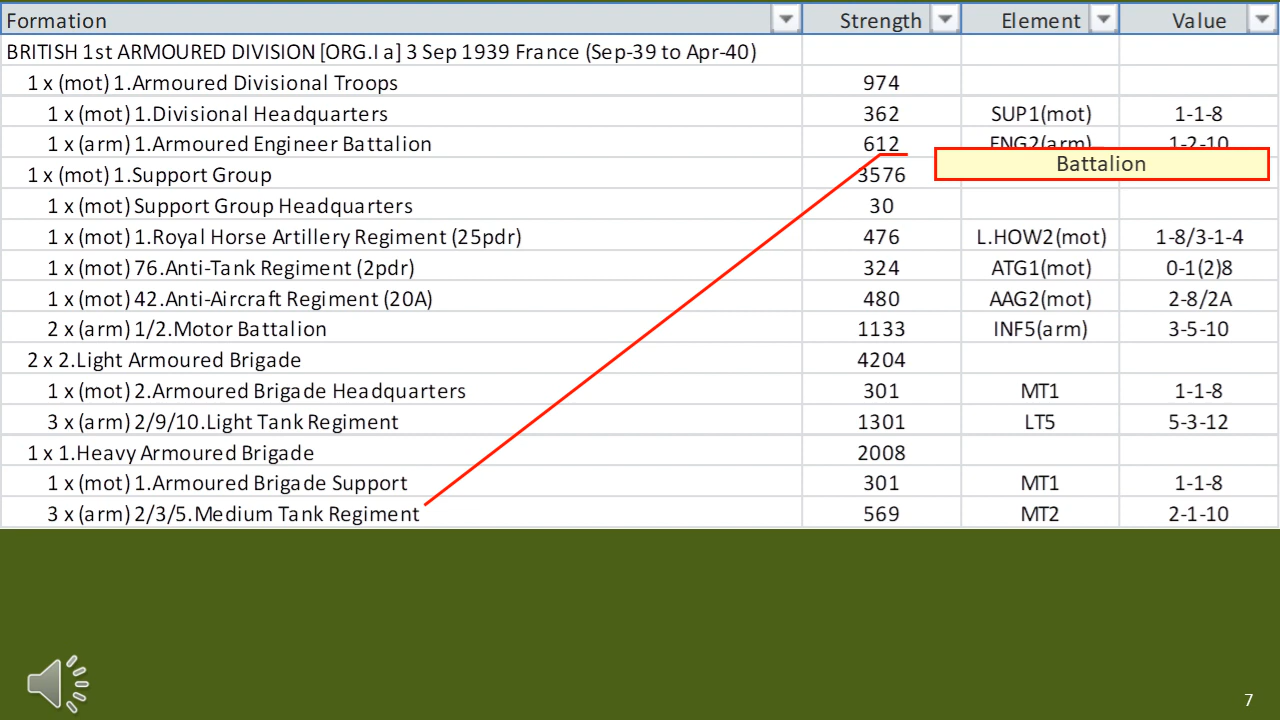 Formation Strength Element Value
BRITISH 1st ARMOURED DIVISION [ORG.I a] 3 Sep 1939 France (Sep-39 to Apr-40)
1 x (mot) 1.Armoured Divisional Troops 974
1 x (mot) 1.Divisional Headquarters 362 SUP1(mot) 1-1-8
1 x (arm) 1.Armoured Engineer Battalion 612 ENG2(arm) 1-2-10
Battalion
1 x (mot) 1.Support Group 3576
1 x (mot) Support Group Headquarters 30
1 x (mot) 1.Royal Horse Artillery Regiment (25pdr) 476 L.HOW2(mot) 1-8/3-1-4
1 x (mot) 76.Anti-Tank Regiment (2pdr) 324 ATG1(mot) 0-1(2)8
1 x (mot) 42.Anti-Aircraft Regiment (20A) 480 AAG2(mot) 2-8/2A
2 x (arm) 1/2.Motor Battalion 1133 INF5(arm) 3-5-10
2 x 2.Light Armoured Brigade 4204
1 x (mot) 2.Armoured Brigade Headquarters 301 MT1 1-1-8
3 x (arm) 2/9/10.Light Tank Regiment 1301 LT5 5-3-12
1 x 1.Heavy Armoured Brigade 2008
1 x (mot) 1.Armoured Brigade Support 301 MT1 1-1-8
3 x (arm) 2/3/5.Medium Tank Regiment 569 MT2 2-1-10
7